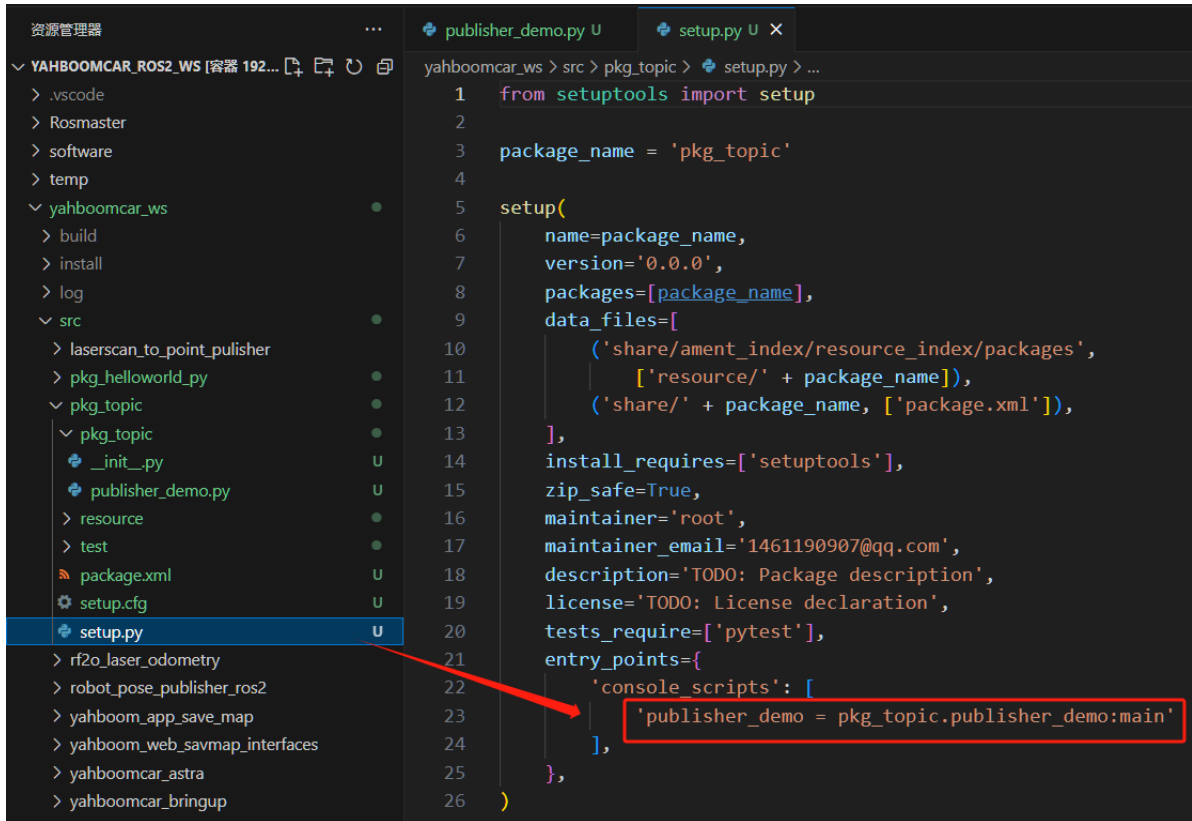 资源管理器 ···
YAHBOOMCAR_ROS2_WS [容器 192...
.vscode
Rosmaster
software
temp
yahboomcar_ws
build
install
log
src
laserscan_to_point_pulisher
pkg_helloworld_py
pkg_topic
pkg_topic
__init__.py U
publisher_demo.py U
resource
test
package.xml U
setup.cfg U
setup.py U
rf2o_laser_odometry
robot_pose_publisher_ros2
yahboom_app_save_map
yahboom_web_savmap_interfaces
yahboomcar_astra
yahboomcar_bringup
publisher_demo.py U setup.py U ×
yahboomcar_ws > src > pkg_topic > setup.py > ...
1 from setuptools import setup
2
3 package_name = 'pkg_topic'
4
5 setup(
6     name=package_name,
7     version='0.0.0',
8     packages=[package_name],
9     data_files=[
10         ('share/ament_index/resource_index/packages',
11             ['resource/' + package_name]),
12         ('share/' + package_name, ['package.xml']),
13     ],
14     install_requires=['setuptools'],
15     zip_safe=True,
16     maintainer='root',
17     maintainer_email='1461190907@qq.com',
18     description='TODO: Package description',
19     license='TODO: License declaration',
20     tests_require=['pytest'],
21     entry_points={
22         'console_scripts': [
23             'publisher_demo = pkg_topic.publisher_demo:main'
24         ],
25     },
26 )